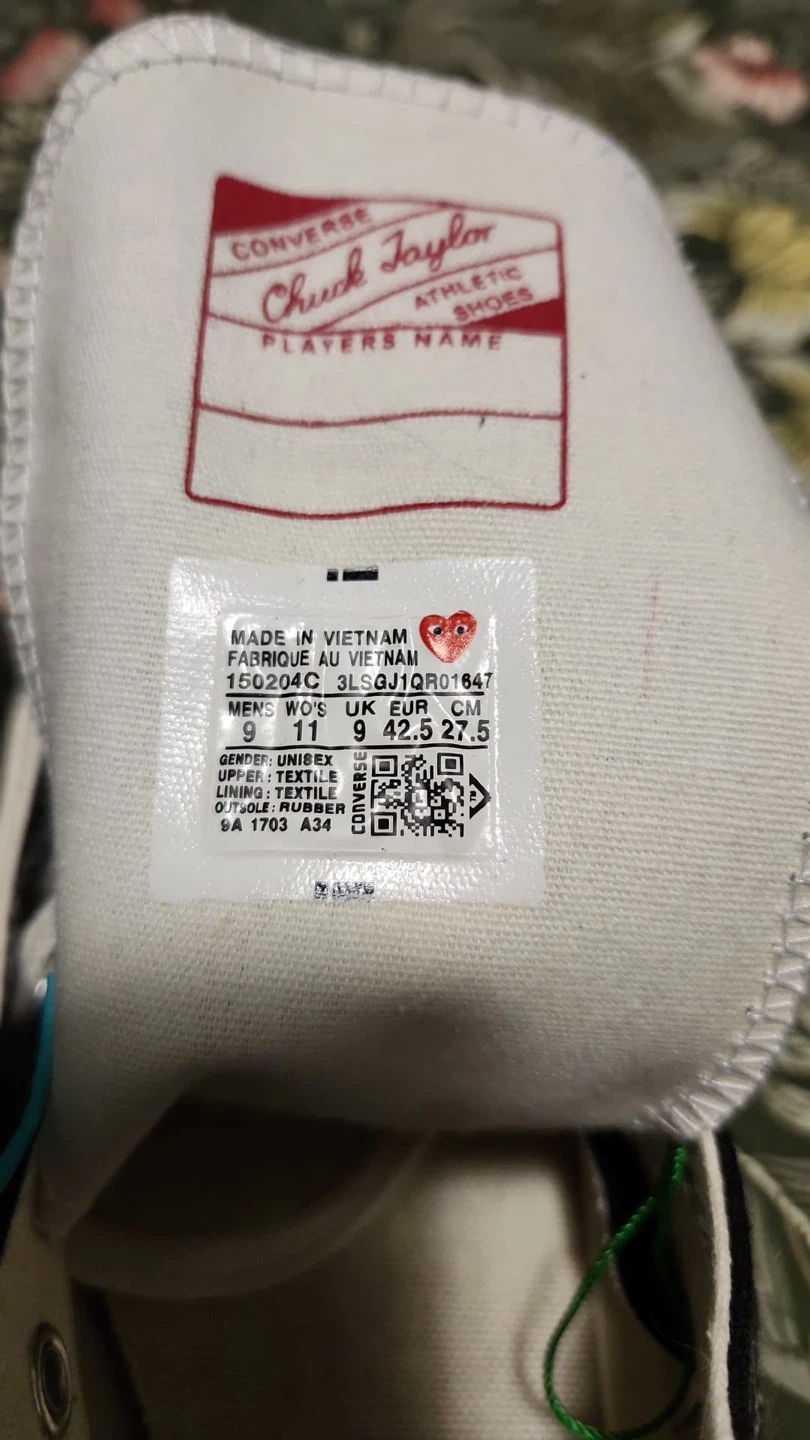 CONVERSE
Chuck Taylor
ATHLETIC
SHOES
PLAYERS NAME
MADE IN VIETNAM
FABRIQUE AU VIETNAM
150204C 3LSGJ1QR01647
MENS WO'S UK EUR CM
9 11 9 42.5 27.5
GENDER: UNISEX
UPPER: TEXTILE
LINING: TEXTILE
OUTSOLE: RUBBER
9A 1703 A34
CONVERSE